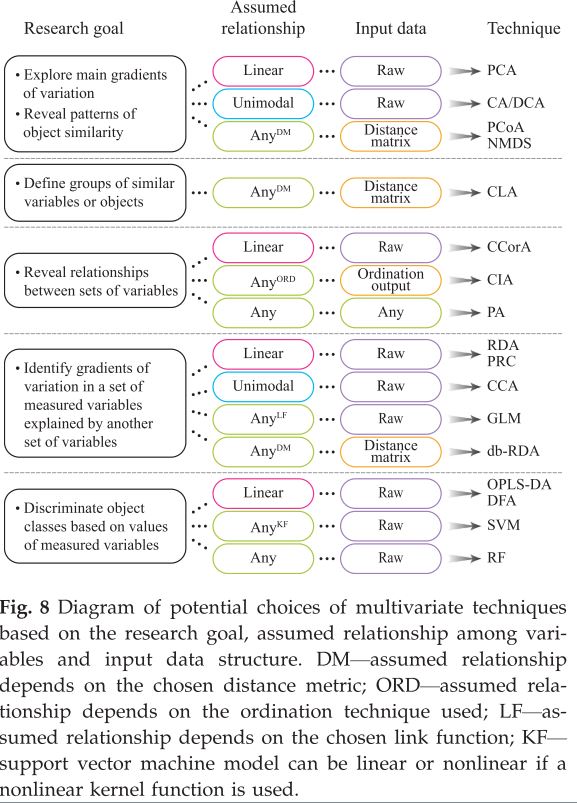 Research goal Assumed relationship Input data Technique
• Explore main gradients of variation
• Reveal patterns of object similarity
Linear ••• Raw PCA
Unimodal ••• Raw CA/DCA
Any^DM ••• Distance matrix PCoA NMDS
• Define groups of similar variables or objects
Any^DM ••• Distance matrix CLA
• Reveal relationships between sets of variables
Linear ••• Raw CCorA
Any^ORD ••• Ordination output CIA
Any ••• Any PA
• Identify gradients of variation in a set of measured variables explained by another set of variables
Linear ••• Raw RDA PRC
Unimodal ••• Raw CCA
Any^LF ••• Raw GLM
Any^DM ••• Distance matrix db-RDA
• Discriminate object classes based on values of measured variables
Linear ••• Raw OPLS-DA DFA
Any^KF ••• Raw SVM
Any ••• Raw RF
Fig. 8 Diagram of potential choices of multivariate techniques
based on the research goal, assumed relationship among vari-
ables and input data structure. DM—assumed relationship
depends on the chosen distance metric; ORD—assumed rela-
tionship depends on the ordination technique used; LF—as-
sumed relationship depends on the chosen link function; KF—
support vector machine model can be linear or nonlinear if a
nonlinear kernel function is used.